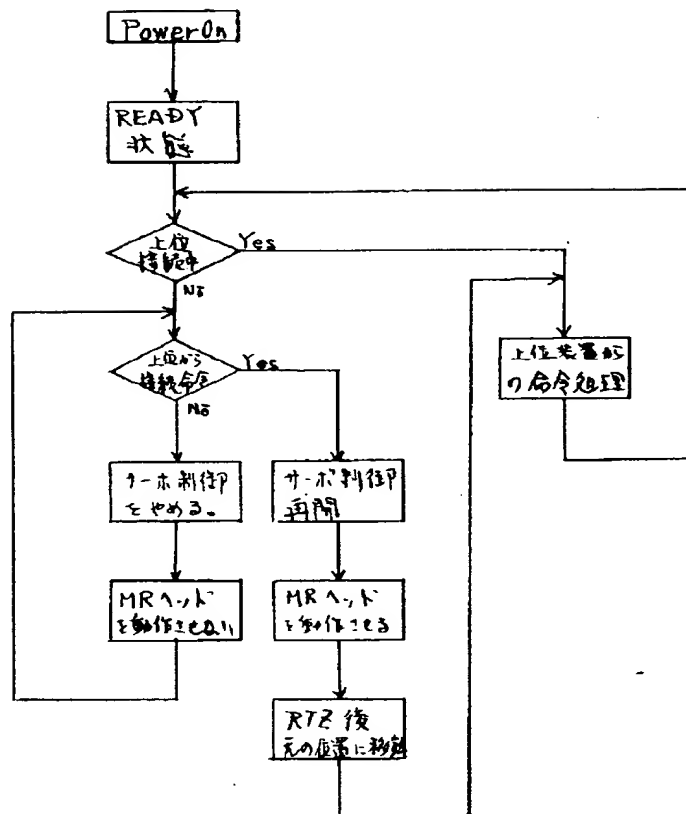 PowerOn
READY
状態
上位
接続中
Yes
No
上位から
接続命令
Yes
No
上位装置から
の命令処理
サーボ制御
をやめる。
サーボ制御
再開
MRヘッド
を動作させない
MRヘッド
を動作させる
RTZ後
元の位置に移動